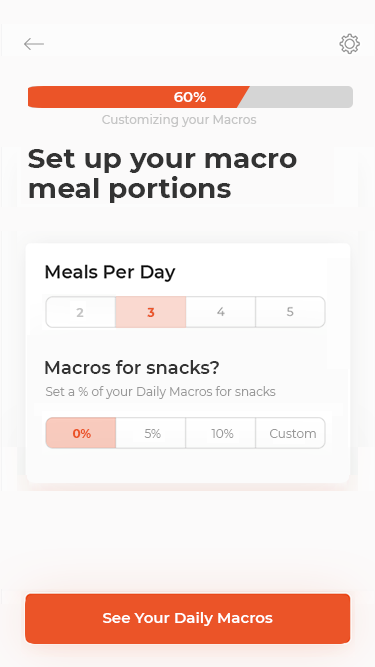 60%
Customizing your Macros
Set up your macro
meal portions
Meals Per Day
2 3 4 5
Macros for snacks?
Set a % of your Daily Macros for snacks
0% 5% 10% Custom
See Your Daily Macros